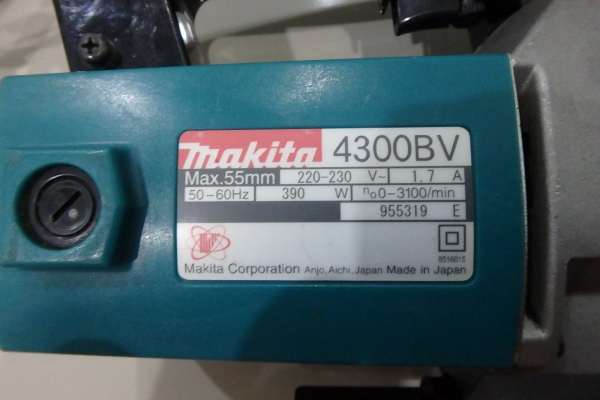 makita 4300BV
Max.55mm 220-230 V~ 1.7 A
50-60Hz 390 W n₀0-3100/min
955319 E
Makita Corporation Anjo, Aichi, Japan Made in Japan
8516015